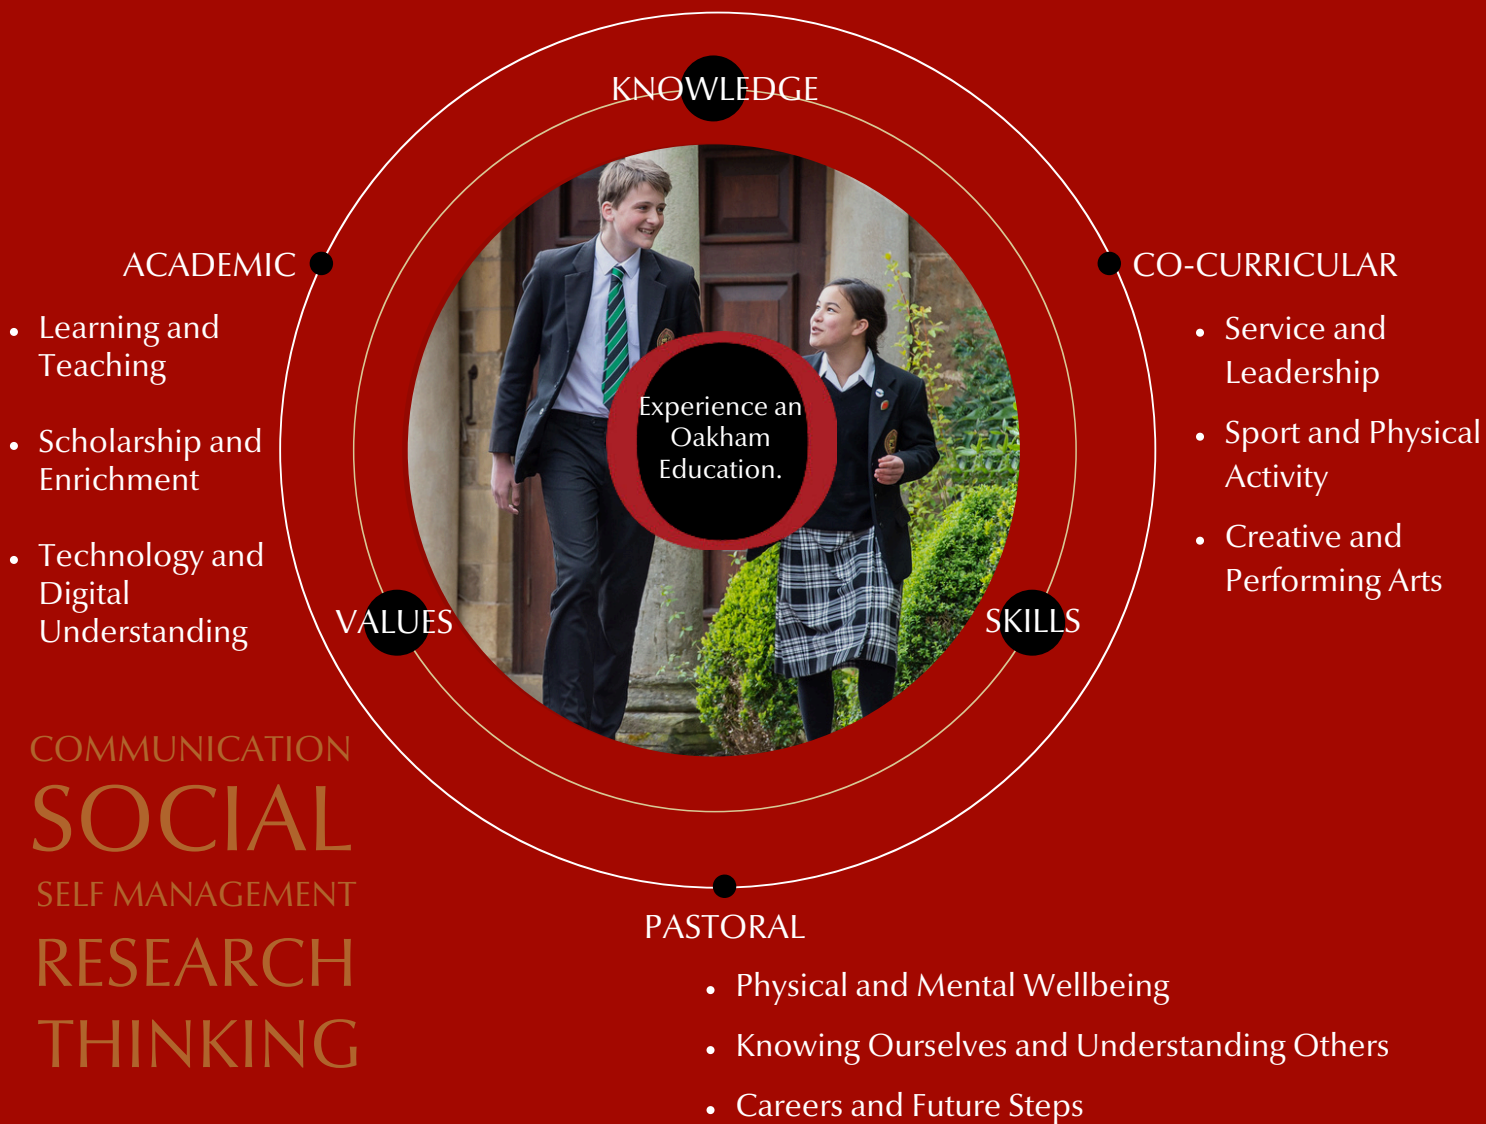 KNOWLEDGE
ACADEMIC
• Learning and
Teaching
• Scholarship and
Enrichment
• Technology and
Digital
Understanding
CO-CURRICULAR
• Service and
Leadership
• Sport and Physical
Activity
• Creative and
Performing Arts
Experience an
Oakham
Education.
VALUES
SKILLS
COMMUNICATION
SOCIAL
SELF MANAGEMENT
RESEARCH
THINKING
PASTORAL
• Physical and Mental Wellbeing
• Knowing Ourselves and Understanding Others
• Careers and Future Steps